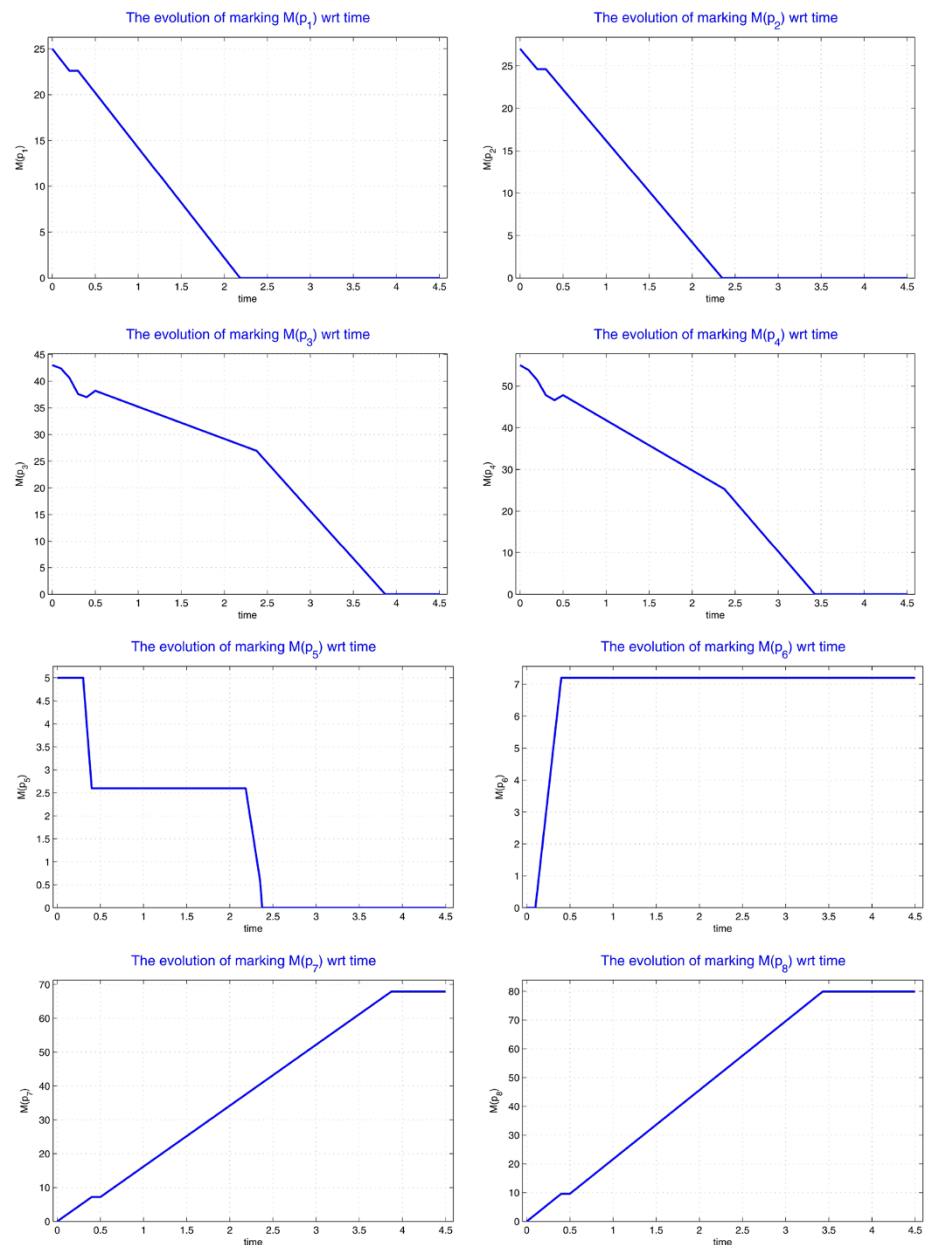 The evolution of marking M(p1) wrt time
25
20
15
10
5
0
M(p1)
0 0.5 1 1.5 2 2.5 3 3.5 4 4.5
time
The evolution of marking M(p2) wrt time
25
20
15
10
5
0
M(p2)
0 0.5 1 1.5 2 2.5 3 3.5 4 4.5
time
The evolution of marking M(p3) wrt time
45
40
35
30
25
20
15
10
5
0
M(p3)
0 0.5 1 1.5 2 2.5 3 3.5 4 4.5
time
The evolution of marking M(p4) wrt time
50
40
30
20
10
0
M(p4)
0 0.5 1 1.5 2 2.5 3 3.5 4 4.5
time
The evolution of marking M(p5) wrt time
5
4.5
4
3.5
3
2.5
2
1.5
1
0.5
0
M(p5)
0 0.5 1 1.5 2 2.5 3 3.5 4 4.5
time
The evolution of marking M(p6) wrt time
7
6
5
4
3
2
1
0
M(p6)
0 0.5 1 1.5 2 2.5 3 3.5 4 4.5
time
The evolution of marking M(p7) wrt time
70
60
50
40
30
20
10
0
M(p7)
0 0.5 1 1.5 2 2.5 3 3.5 4 4.5
time
The evolution of marking M(p8) wrt time
80
70
60
50
40
30
20
10
0
M(p8)
0 0.5 1 1.5 2 2.5 3 3.5 4 4.5
time